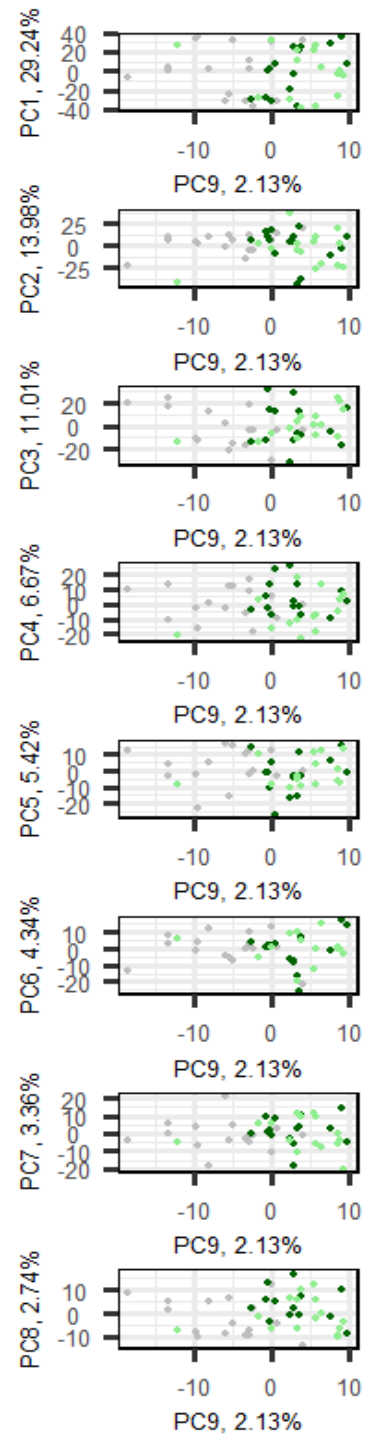 PC1, 29.24%
40
20
0
-20
-40
-10 0 10
PC9, 2.13%
PC2, 13.98%
25
0
-25
-10 0 10
PC9, 2.13%
PC3, 11.01%
20
0
-20
-10 0 10
PC9, 2.13%
PC4, 6.67%
20
10
0
-10
-20
-10 0 10
PC9, 2.13%
PC5, 5.42%
10
0
-10
-20
-10 0 10
PC9, 2.13%
PC6, 4.34%
10
0
-10
-20
-10 0 10
PC9, 2.13%
PC7, 3.36%
20
10
0
-10
-20
-10 0 10
PC9, 2.13%
PC8, 2.74%
10
0
-10
-10 0 10
PC9, 2.13%